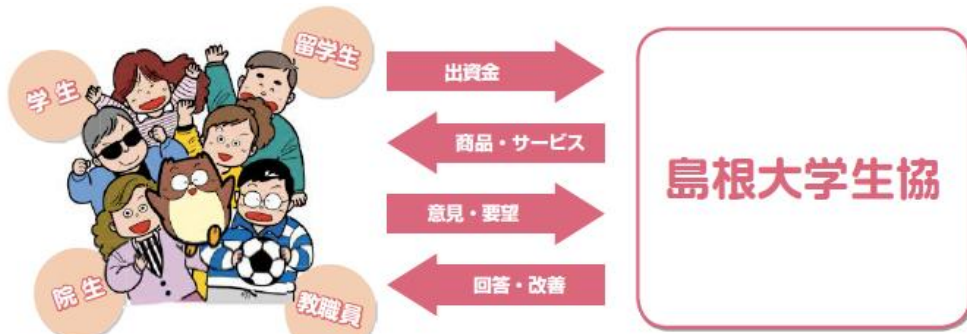 留学生
学生
院生
教職員
出資金
商品・サービス
意見・要望
回答・改善
島根大学生協